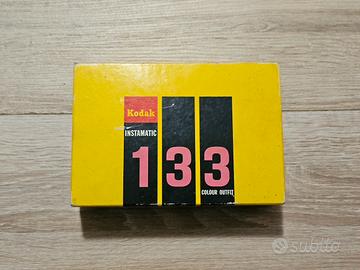 Kodak
INSTAMATIC
133
COLOUR OUTFIT
subito